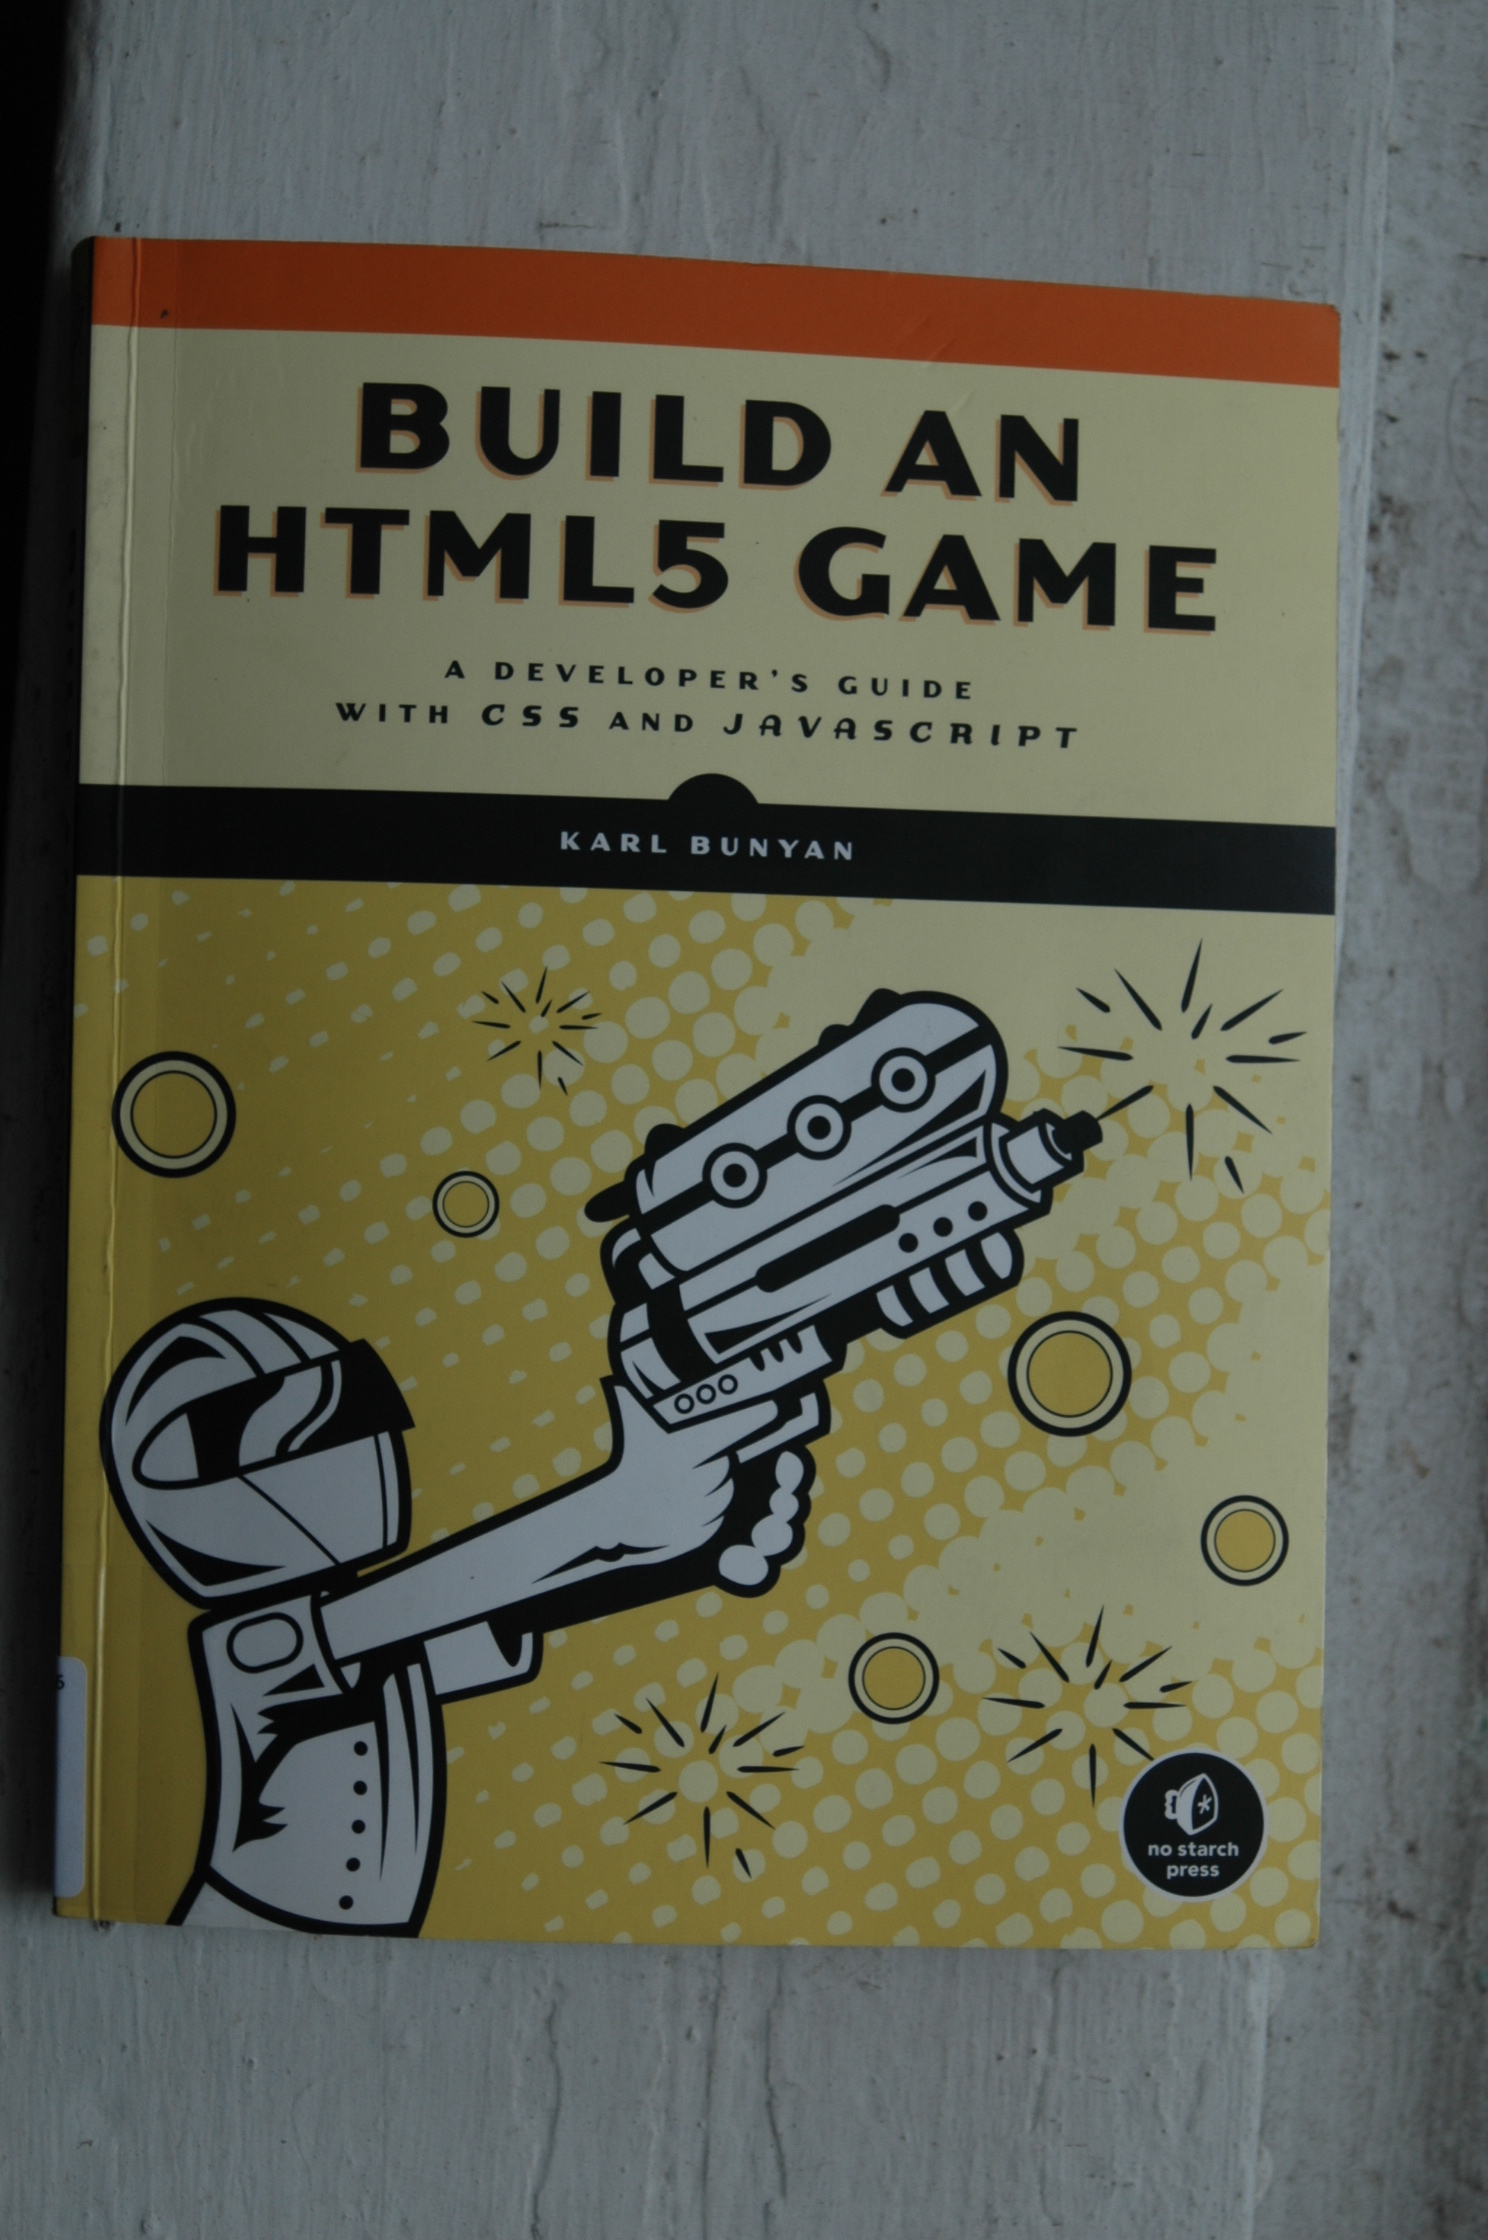 BUILD AN
HTML5 GAME
A DEVELOPER'S GUIDE
WITH CSS AND JAVASCRIPT
KARL BUNYAN
no starch
press